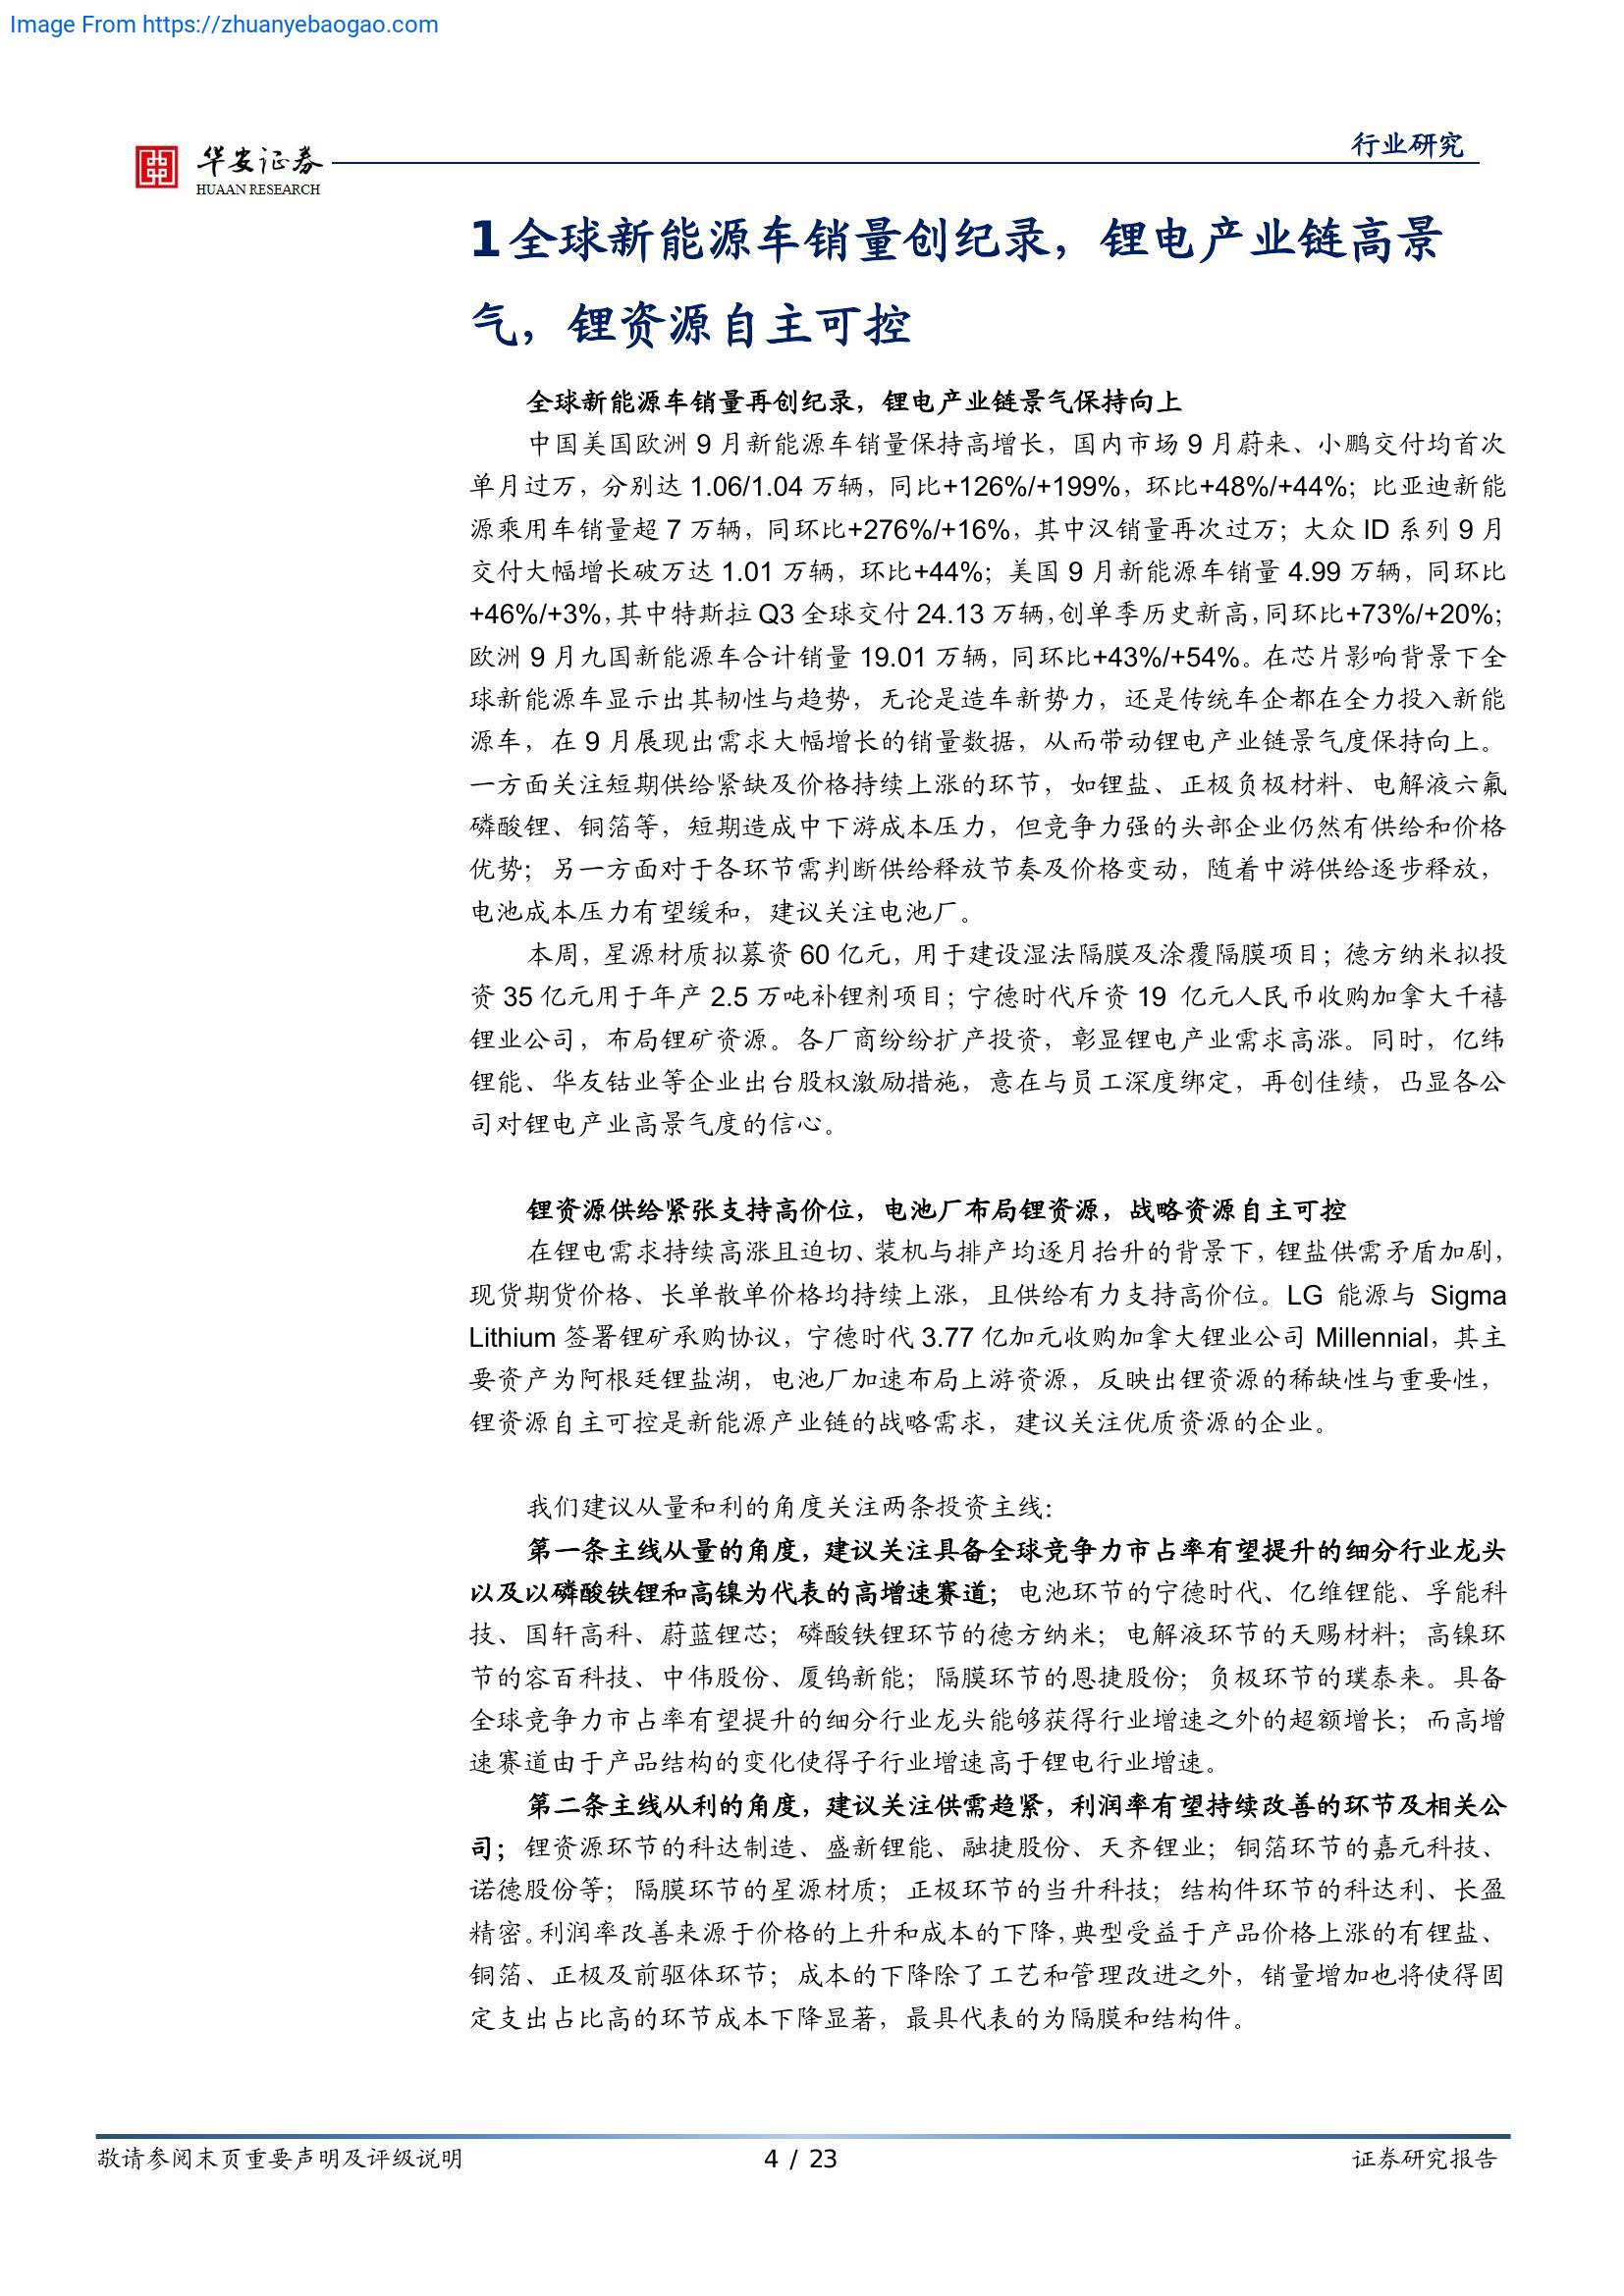 Image From https://zhuanyebaogao.com
行业研究
华安证券
HUAAN RESEARCH
1全球新能源车销量创纪录，锂电产业链高景
气，锂资源自主可控
全球新能源车销量再创纪录，锂电产业链景气保持向上
中国美国欧洲 9 月新能源车销量保持高增长，国内市场 9 月蔚来、小鹏交付均首次
单月过万，分别达 1.06/1.04 万辆，同比+126%/+199%，环比+48%/+44%；比亚迪新能
源乘用车销量超 7 万辆，同环比+276%/+16%，其中汉销量再次过万；大众 ID 系列 9 月
交付大幅增长破万达 1.01 万辆，环比+44%；美国 9 月新能源车销量 4.99 万辆，同环比
+46%/+3%，其中特斯拉 Q3 全球交付 24.13 万辆，创单季历史新高，同环比+73%/+20%；
欧洲 9 月九国新能源车合计销量 19.01 万辆，同环比+43%/+54%。在芯片影响背景下全
球新能源车显示出其韧性与趋势，无论是造车新势力，还是传统车企都在全力投入新能
源车，在 9 月展现出需求大幅增长的销量数据，从而带动锂电产业链景气度保持向上。
一方面关注短期供给紧缺及价格持续上涨的环节，如锂盐、正极负极材料、电解液六氟
磷酸锂、铜箔等，短期造成中下游成本压力，但竞争力强的头部企业仍然有供给和价格
优势；另一方面对于各环节需判断供给释放节奏及价格变动，随着中游供给逐步释放，
电池成本压力有望缓和，建议关注电池厂。
本周，星源材质拟募资 60 亿元，用于建设湿法隔膜及涂覆隔膜项目；德方纳米拟投
资 35 亿元用于年产 2.5 万吨补锂剂项目；宁德时代斥资 19 亿元人民币收购加拿大千禧
锂业公司，布局锂矿资源。各厂商纷纷扩产投资，彰显锂电产业需求高涨。同时，亿纬
锂能、华友钴业等企业出台股权激励措施，意在与员工深度绑定，再创佳绩，凸显各公
司对锂电产业高景气度的信心。
锂资源供给紧张支持高价位，电池厂布局锂资源，战略资源自主可控
在锂电需求持续高涨且迫切、装机与排产均逐月抬升的背景下，锂盐供需矛盾加剧，
现货期货价格、长单散单价格均持续上涨，且供给有力支持高价位。LG 能源与 Sigma
Lithium 签署锂矿承购协议，宁德时代 3.77 亿加元收购加拿大锂业公司 Millennial，其主
要资产为阿根廷锂盐湖，电池厂加速布局上游资源，反映出锂资源的稀缺性与重要性，
锂资源自主可控是新能源产业链的战略需求，建议关注优质资源的企业。
我们建议从量和利的角度关注两条投资主线：
第一条主线从量的角度，建议关注具备全球竞争力市占率有望提升的细分行业龙头
以及以磷酸铁锂和高镍为代表的高增速赛道；电池环节的宁德时代、亿维锂能、孚能科
技、国轩高科、蔚蓝锂芯；磷酸铁锂环节的德方纳米；电解液环节的天赐材料；高镍环
节的容百科技、中伟股份、厦钨新能；隔膜环节的恩捷股份；负极环节的璞泰来。具备
全球竞争力市占率有望提升的细分行业龙头能够获得行业增速之外的超额增长；而高增
速赛道由于产品结构的变化使得子行业增速高于锂电行业增速。
第二条主线从利的角度，建议关注供需趋紧，利润率有望持续改善的环节及相关公
司；锂资源环节的科达制造、盛新锂能、融捷股份、天齐锂业；铜箔环节的嘉元科技、
诺德股份等；隔膜环节的星源材质；正极环节的当升科技；结构件环节的科达利、长盈
精密。利润率改善来源于价格的上升和成本的下降，典型受益于产品价格上涨的有锂盐、
铜箔、正极及前驱体环节；成本的下降除了工艺和管理改进之外，销量增加也将使得固
定支出占比高的环节成本下降显著，最具代表的为隔膜和结构件。
敬请参阅末页重要声明及评级说明
4 / 23
证券研究报告